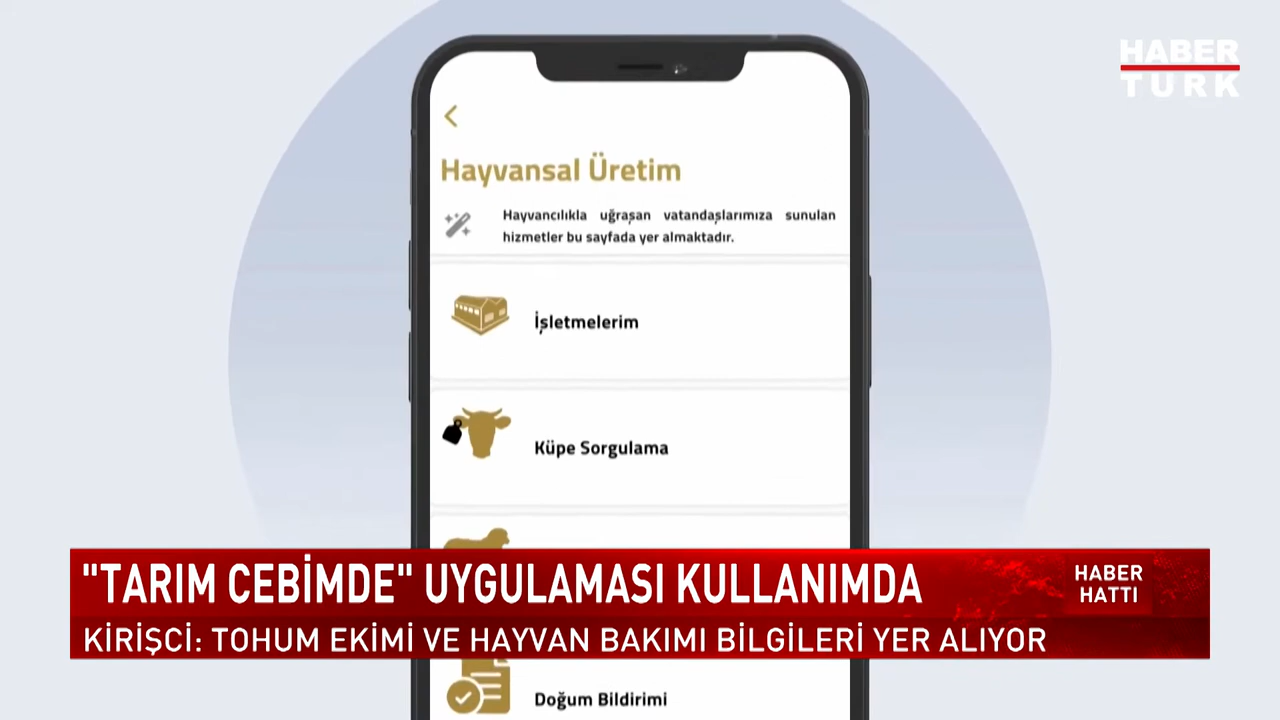 HABER
TÜRK
Hayvansal Üretim
Hayvancılıkla uğraşan vatandaşlarımıza sunulan
hizmetler bu sayfada yer almaktadır.
İşletmelerim
Küpe Sorgulama
"TARIM CEBİMDE" UYGULAMASI KULLANIMDA
HABER
HATTI
KİRİŞCİ: TOHUM EKİMİ VE HAYVAN BAKIMI BİLGİLERİ YER ALIYOR
Doğum Bildirimi